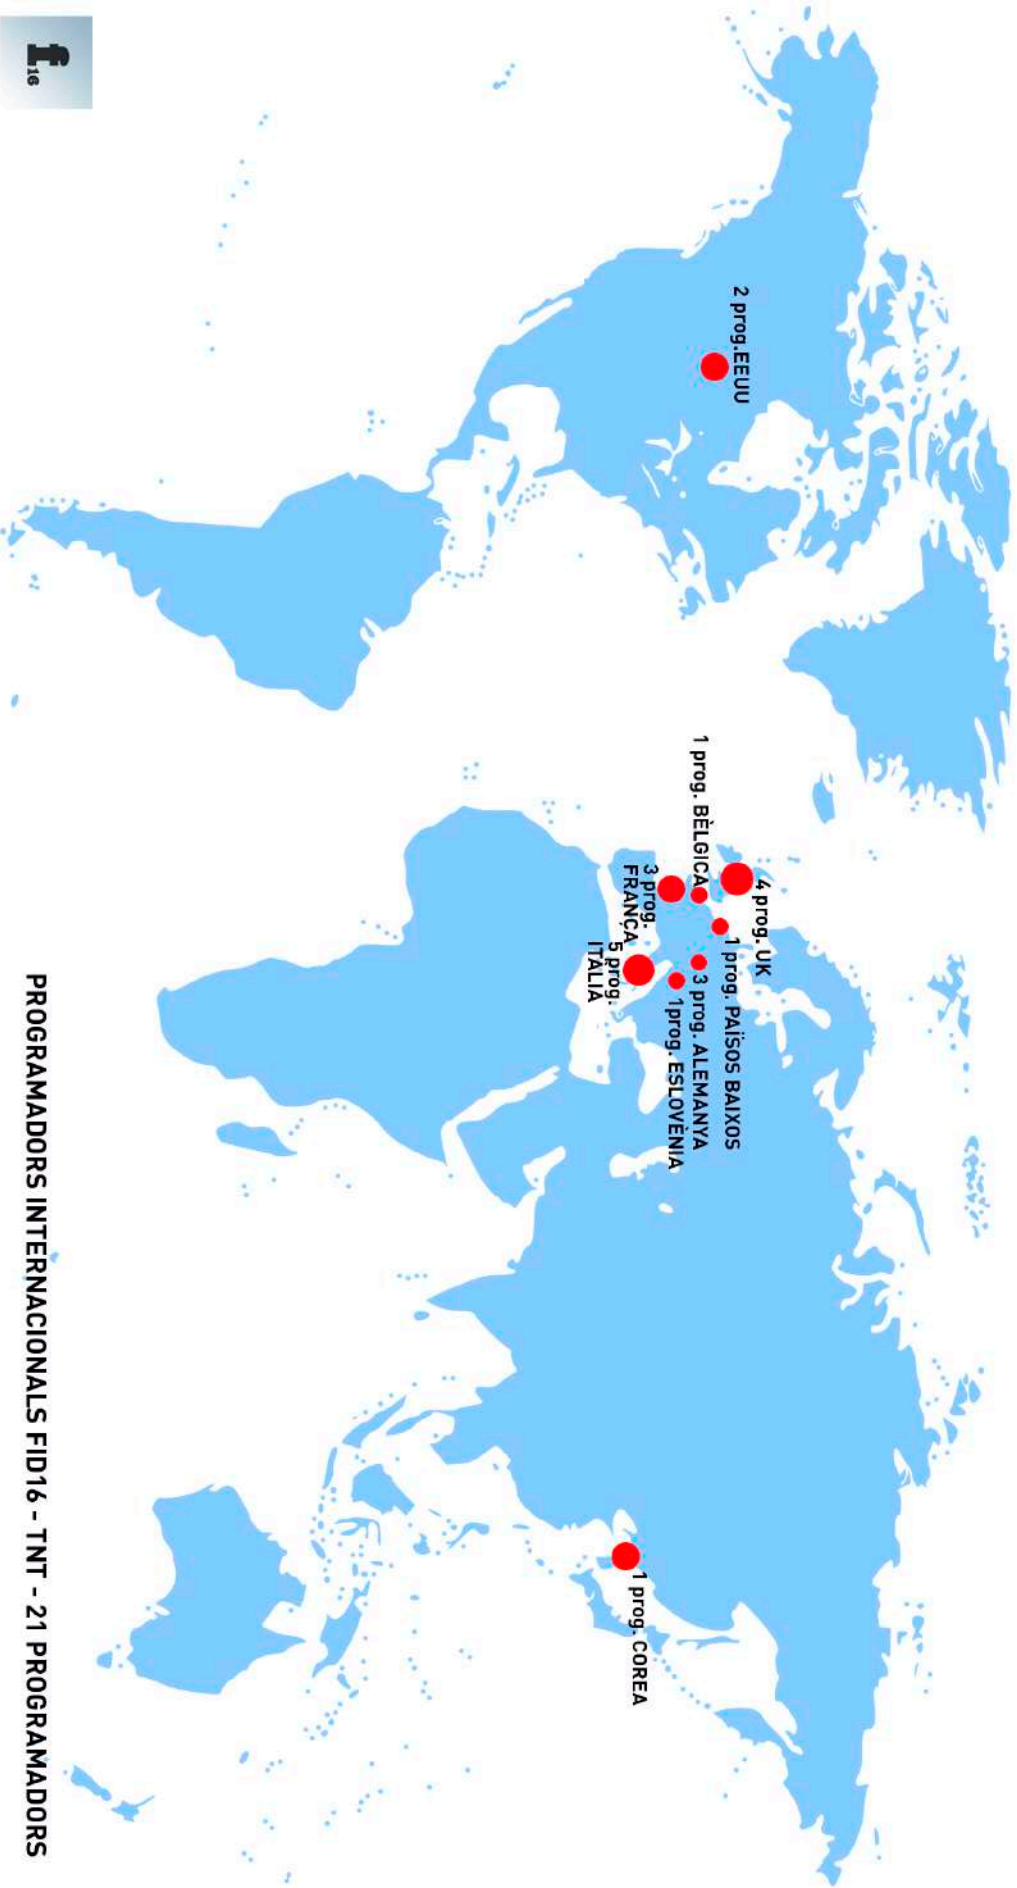 2 prog.EEUU
4 prog. UK
1 prog. PAÏSOS BAIXOS
1 prog. BÈLGICA
3 prog. ALEMANYA
1prog. ESLOVÈNIA
3 prog.
FRANÇA
5 prog.
ITÀLIA
1 prog. COREA
f16
PROGRAMADORS INTERNACIONALS FID16 - TNT - 21 PROGRAMADORS